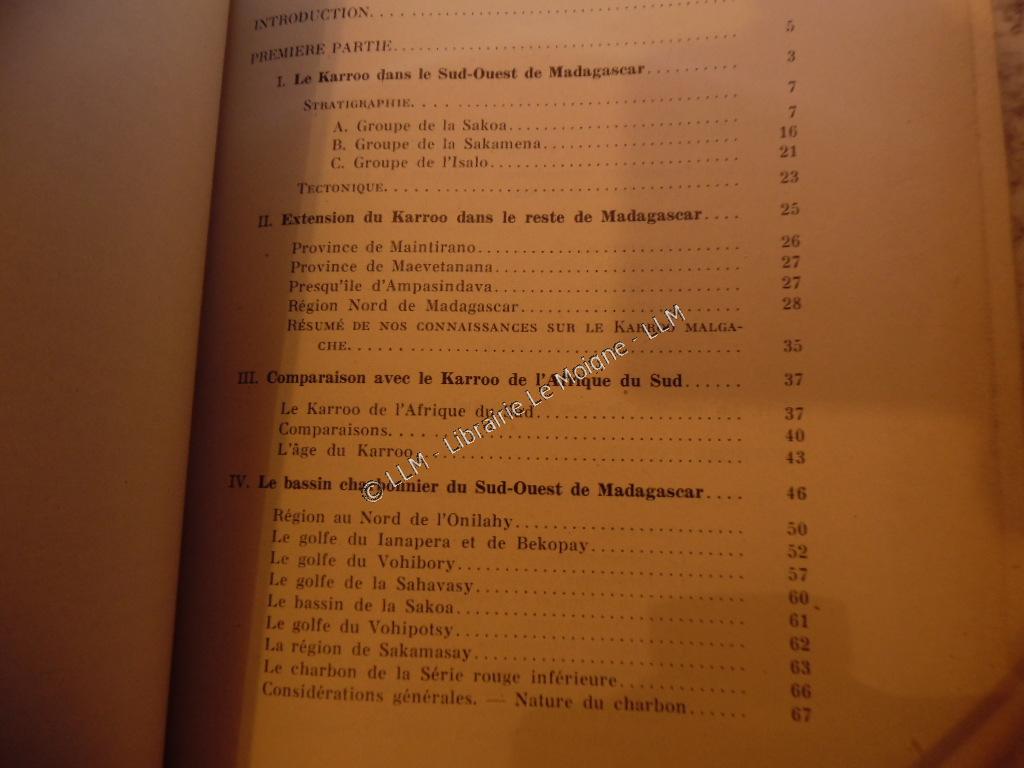 INTRODUCTION
PREMIERE PARTIE 5
I. Le Karroo dans le Sud-Ouest de Madagascar 3
STRATIGRAPHIE 7
A. Groupe de la Sakoa 7
B. Groupe de la Sakamena 16
C. Groupe de l'Isalo 21
TECTONIQUE 23
II. Extension du Karroo dans le reste de Madagascar 25
Province de Maintirano 26
Province de Maevetanana 27
Presqu'île d'Ampasindava 27
Région Nord de Madagascar 28
RÉSUMÉ DE NOS CONNAISSANCES SUR LE KARROO MALGA-
CHE 35
III. Comparaison avec le Karroo de l'Afrique du Sud 37
Le Karroo de l'Afrique du Sud 37
Comparaisons 40
L'âge du Karroo 43
IV. Le bassin charbonnier du Sud-Ouest de Madagascar 46
Région au Nord de l'Onilahy 50
Le golfe du Ianapera et de Bekopay 52
Le golfe du Vohibory 57
Le golfe de la Sahavasy 60
Le bassin de la Sakoa 61
Le golfe du Vohipotsy 62
La région de Sakamasay 63
Le charbon de la Série rouge inférieure 66
Considérations générales. — Nature du charbon 67
© LLM - Librairie Le Moigne - LLM